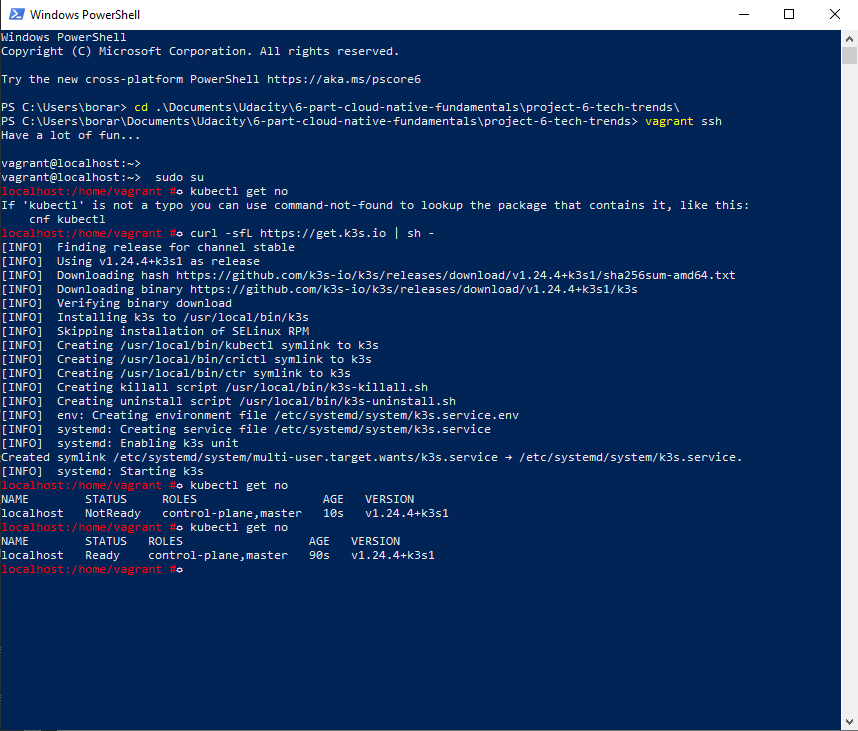 Windows PowerShell
Windows PowerShell
Copyright (C) Microsoft Corporation. All rights reserved.
Try the new cross-platform PowerShell https://aka.ms/pscore6
PS C:\Users\borar> cd .\Documents\Udacity\6-part-cloud-native-fundamentals\project-6-tech-trends\
PS C:\Users\borar\Documents\Udacity\6-part-cloud-native-fundamentals\project-6-tech-trends> vagrant ssh
Have a lot of fun...
vagrant@localhost:~>
vagrant@localhost:~>  sudo su
localhost:/home/vagrant # kubectl get no
If 'kubectl' is not a typo you can use command-not-found to lookup the package that contains it, like this:
    cnf kubectl
localhost:/home/vagrant # curl -sfL https://get.k3s.io | sh -
[INFO]  Finding release for channel stable
[INFO]  Using v1.24.4+k3s1 as release
[INFO]  Downloading hash https://github.com/k3s-io/k3s/releases/download/v1.24.4+k3s1/sha256sum-amd64.txt
[INFO]  Downloading binary https://github.com/k3s-io/k3s/releases/download/v1.24.4+k3s1/k3s
[INFO]  Verifying binary download
[INFO]  Installing k3s to /usr/local/bin/k3s
[INFO]  Skipping installation of SELinux RPM
[INFO]  Creating /usr/local/bin/kubectl symlink to k3s
[INFO]  Creating /usr/local/bin/crictl symlink to k3s
[INFO]  Creating /usr/local/bin/ctr symlink to k3s
[INFO]  Creating killall script /usr/local/bin/k3s-killall.sh
[INFO]  Creating uninstall script /usr/local/bin/k3s-uninstall.sh
[INFO]  env: Creating environment file /etc/systemd/system/k3s.service.env
[INFO]  systemd: Creating service file /etc/systemd/system/k3s.service
[INFO]  systemd: Enabling k3s unit
Created symlink /etc/systemd/system/multi-user.target.wants/k3s.service → /etc/systemd/system/k3s.service.
[INFO]  systemd: Starting k3s
localhost:/home/vagrant # kubectl get no
NAME        STATUS     ROLES                  AGE   VERSION
localhost   NotReady   control-plane,master   10s   v1.24.4+k3s1
localhost:/home/vagrant # kubectl get no
NAME        STATUS   ROLES                  AGE   VERSION
localhost   Ready    control-plane,master   90s   v1.24.4+k3s1
localhost:/home/vagrant #